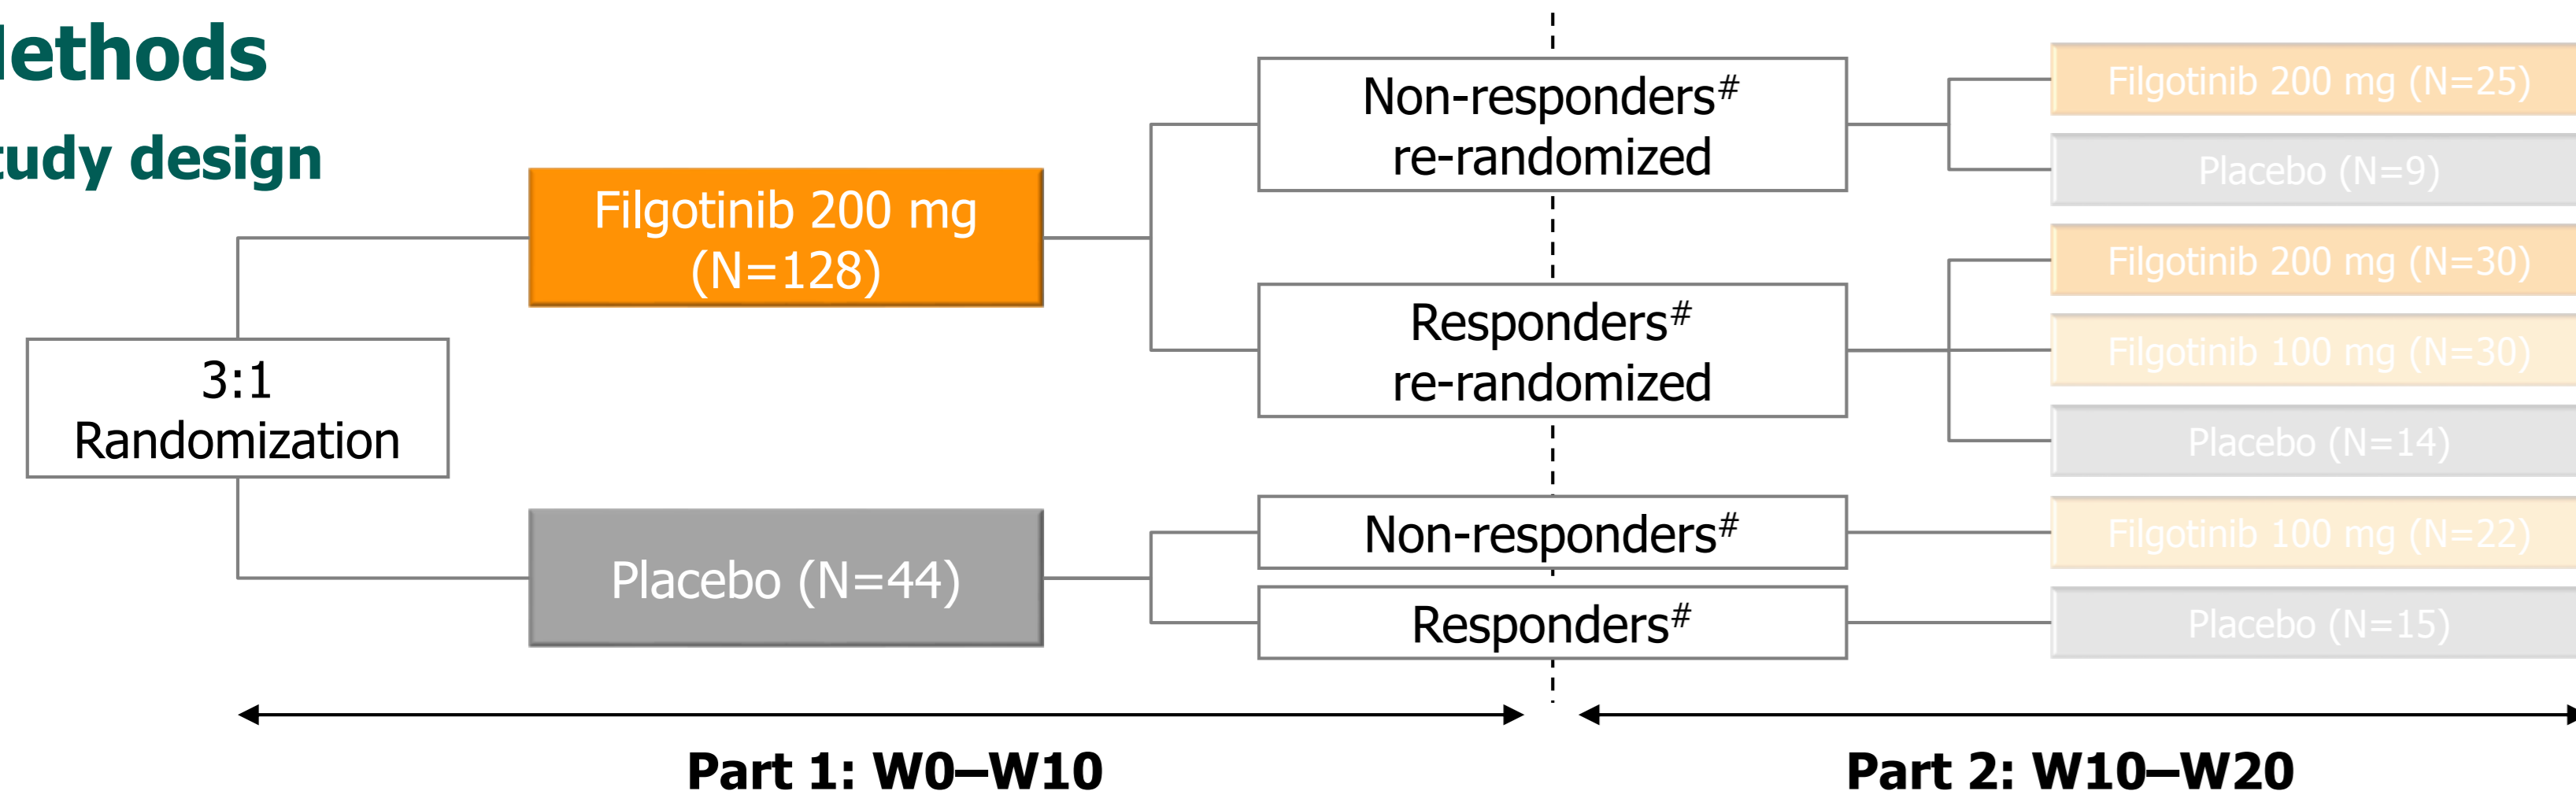 Methods
tudy design
3:1
Randomization
Filgotinib 200 mg
(N=128)
Placebo (N=44)
Non-responders#
re-randomized
Responders#
re-randomized
Non-responders#
Responders#
Filgotinib 200 mg (N=25)
Placebo (N=9)
Filgotinib 200 mg (N=30)
Filgotinib 100 mg (N=30)
Placebo (N=14)
Filgotinib 100 mg (N=22)
Placebo (N=15)
Part 1: W0–W10
Part 2: W10–W20